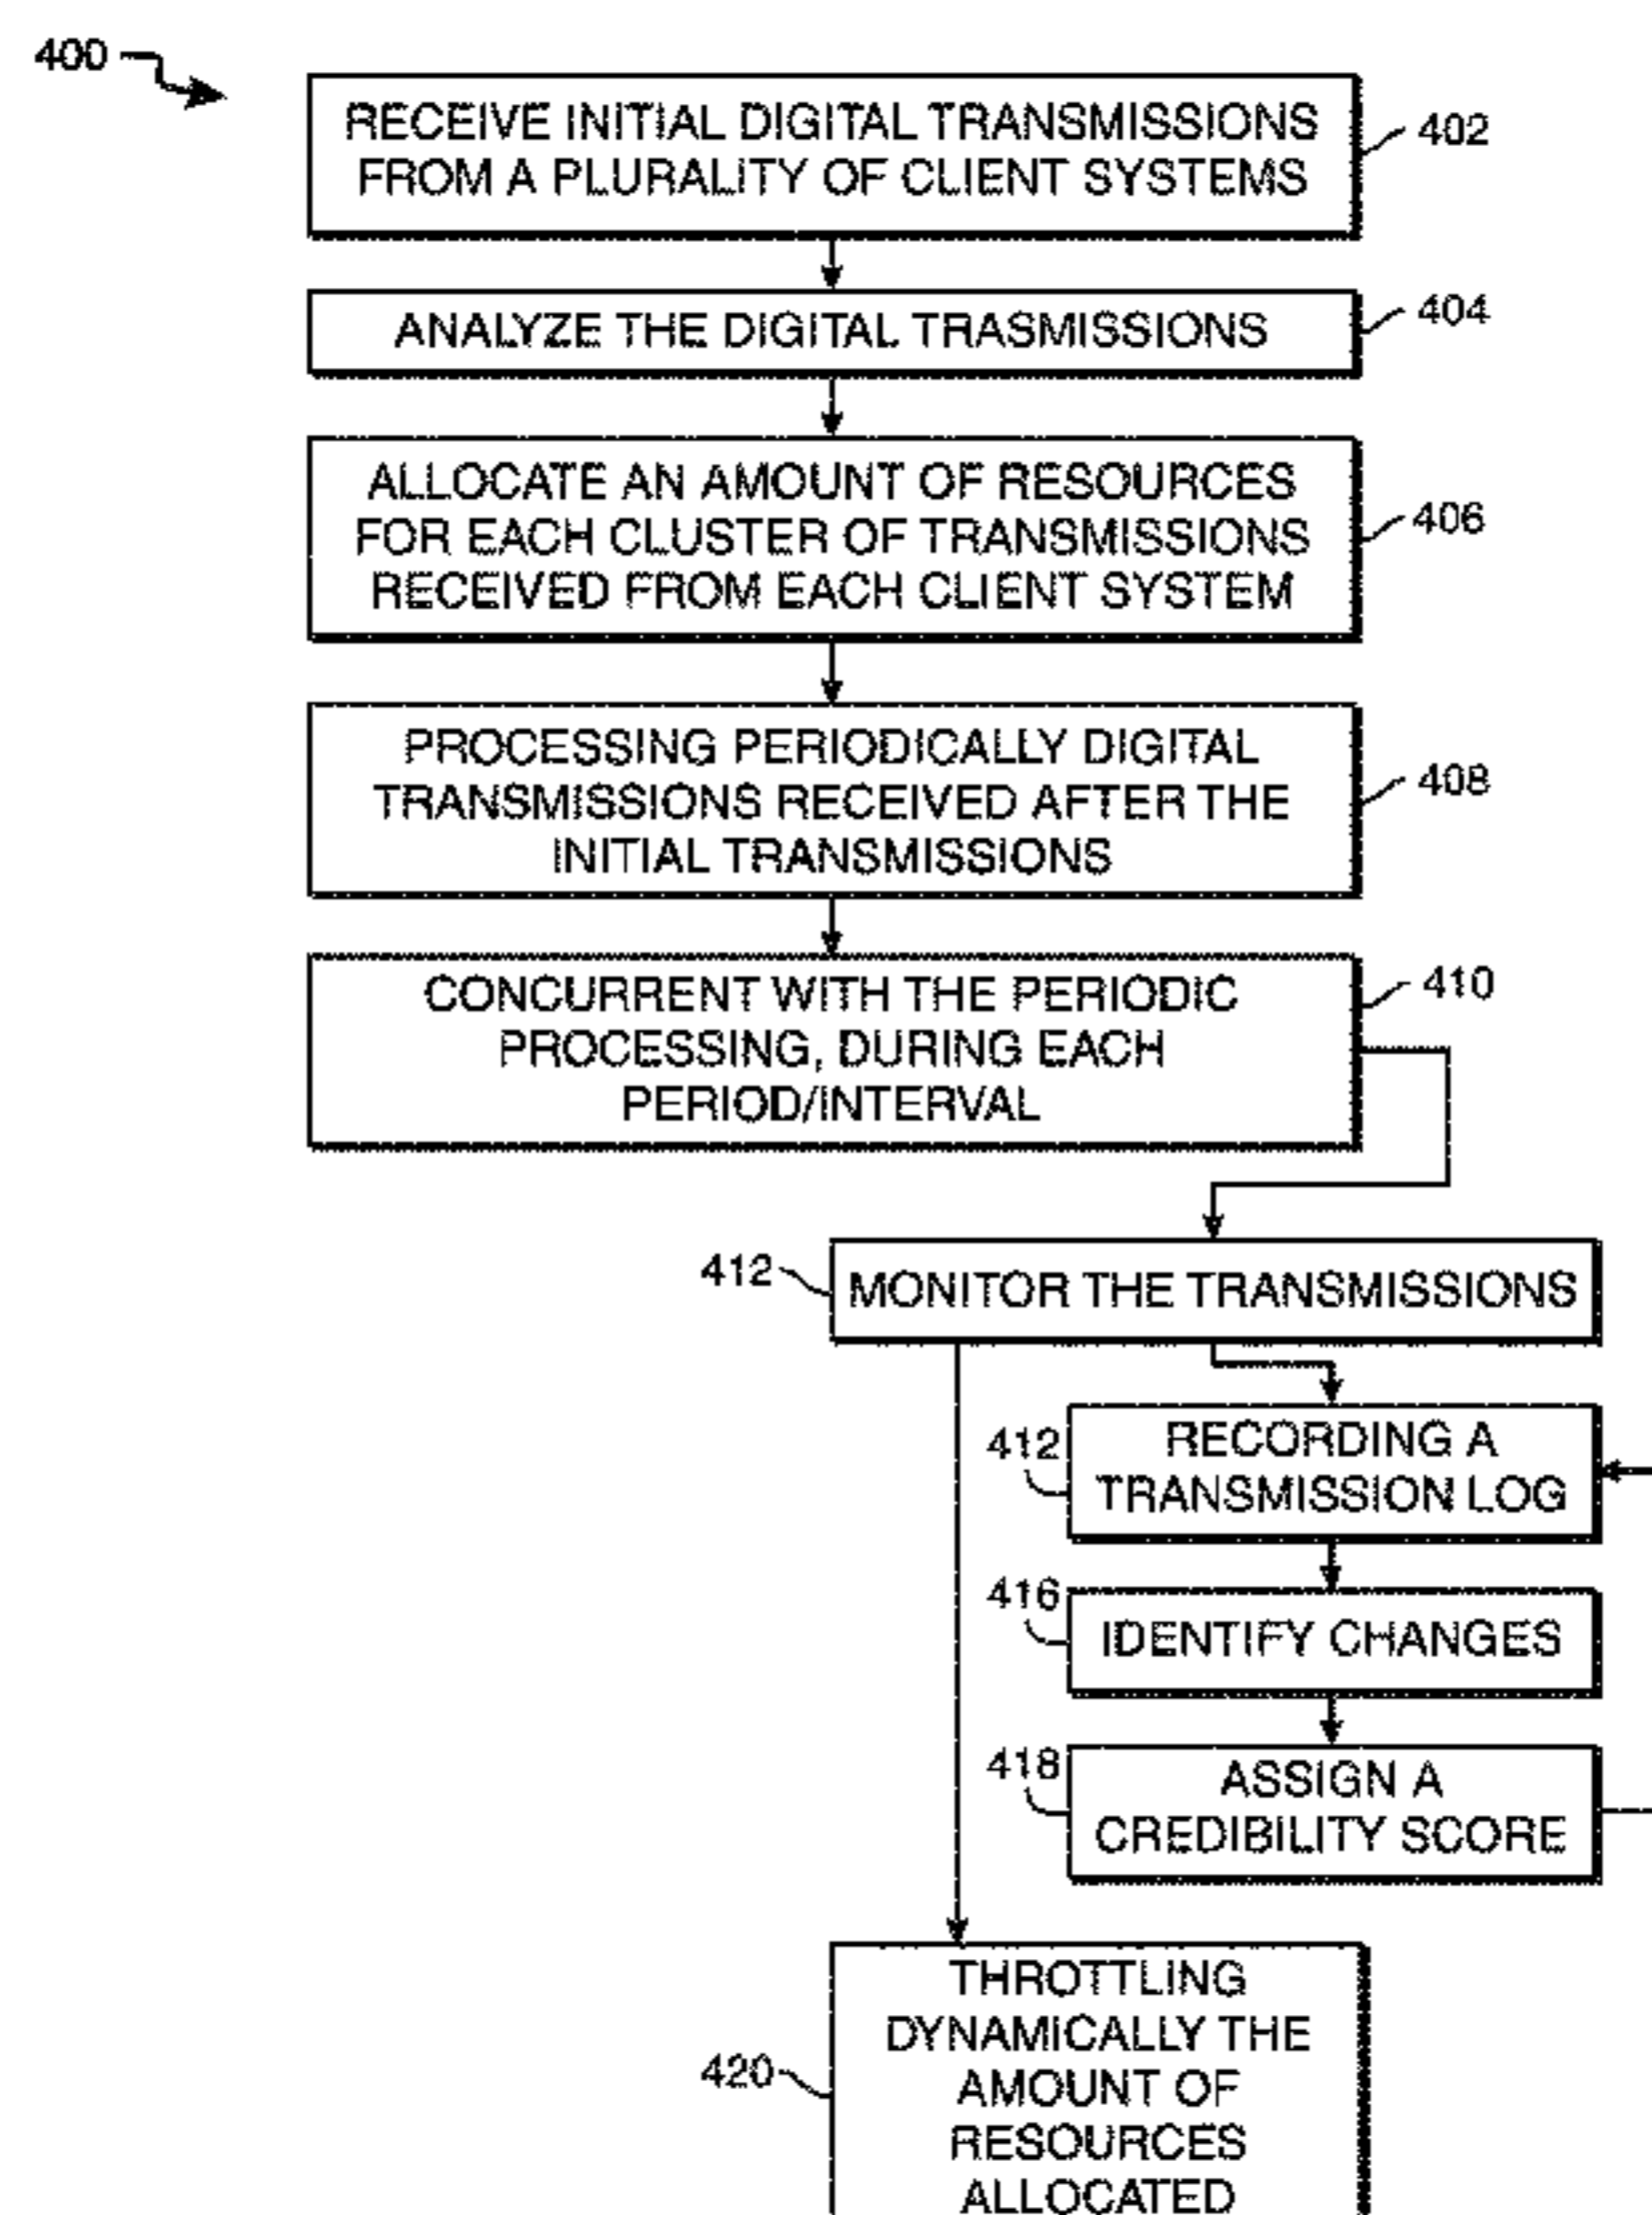 400
RECEIVE INITIAL DIGITAL TRANSMISSIONS
FROM A PLURALITY OF CLIENT SYSTEMS
402
ANALYZE THE DIGITAL TRASMISSIONS
404
ALLOCATE AN AMOUNT OF RESOURCES
FOR EACH CLUSTER OF TRANSMISSIONS
RECEIVED FROM EACH CLIENT SYSTEM
406
PROCESSING PERIODICALLY DIGITAL
TRANSMISSIONS RECEIVED AFTER THE
INITIAL TRANSMISSIONS
408
CONCURRENT WITH THE PERIODIC
PROCESSING, DURING EACH
PERIOD/INTERVAL
410
412
MONITOR THE TRANSMISSIONS
412
RECORDING A
TRANSMISSION LOG
416
IDENTIFY CHANGES
418
ASSIGN A
CREDIBILITY SCORE
420
THROTTLING
DYNAMICALLY THE
AMOUNT OF
RESOURCES
ALLOCATED